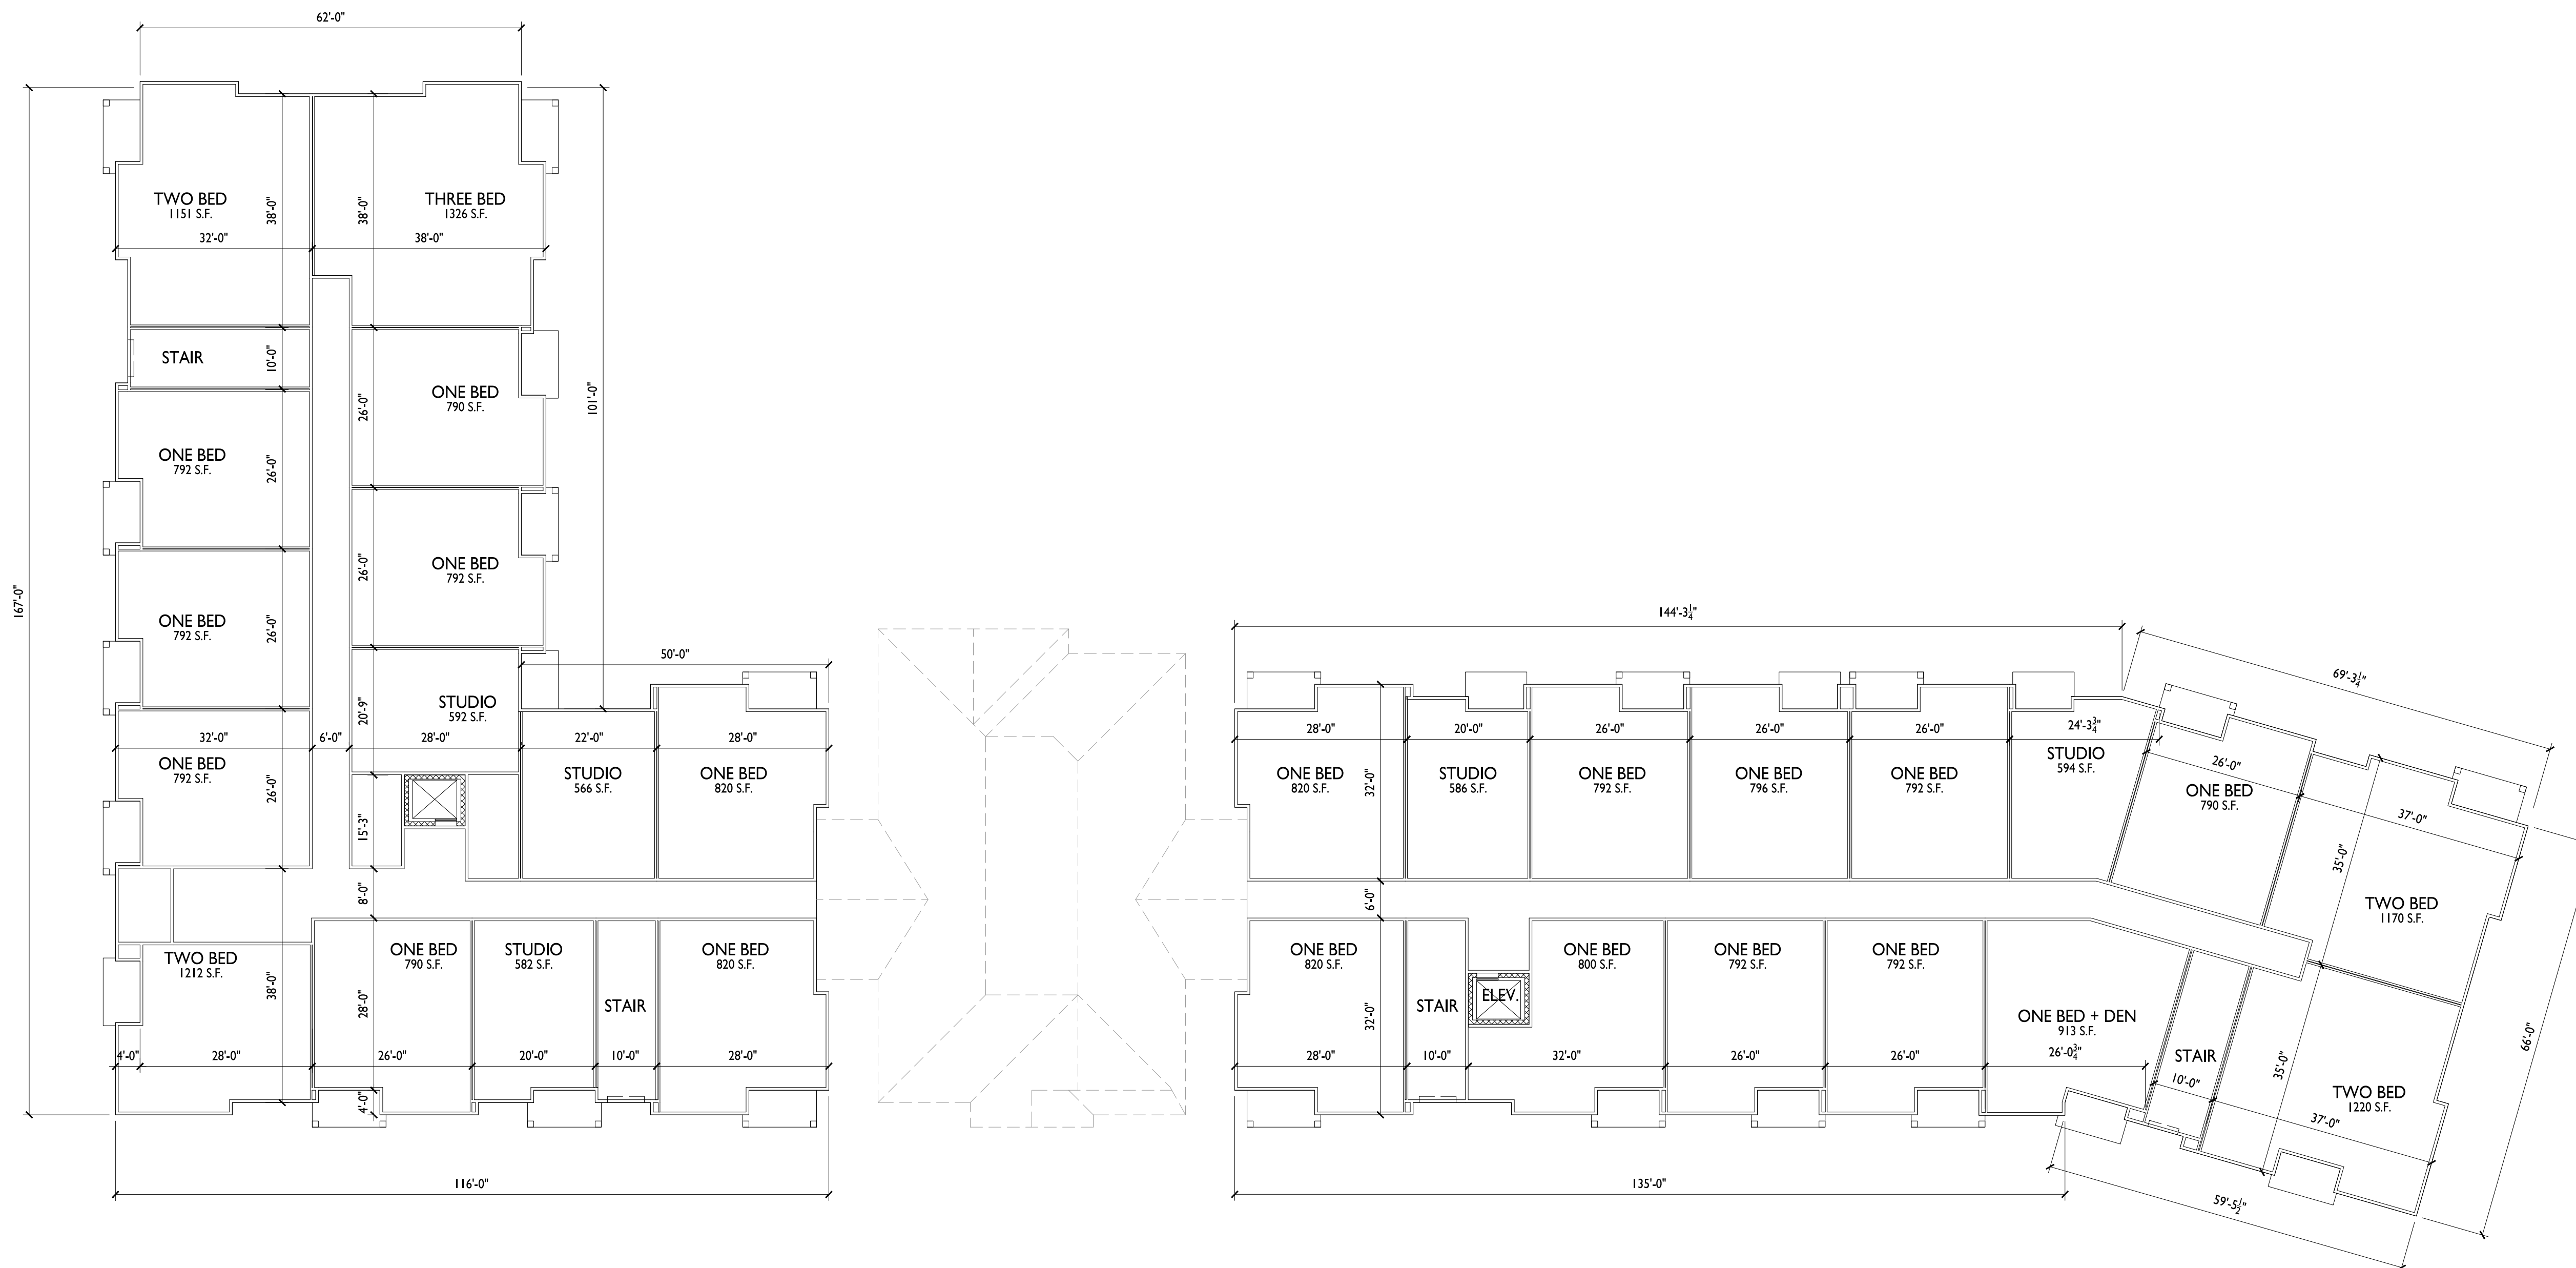 62'-0"
TWO BED
1151 S.F.
38'-0"
38'-0"
THREE BED
1326 S.F.
32'-0"
38'-0"
STAIR
10'-0"
ONE BED
790 S.F.
26'-0"
101'-0"
ONE BED
792 S.F.
26'-0"
ONE BED
792 S.F.
26'-0"
167'-0"
ONE BED
792 S.F.
26'-0"
STUDIO
592 S.F.
20'-9"
50'-0"
32'-0"
6'-0"
28'-0"
22'-0"
28'-0"
ONE BED
792 S.F.
26'-0"
STUDIO
566 S.F.
ONE BED
820 S.F.
15'-3"
8'-0"
TWO BED
1212 S.F.
38'-0"
ONE BED
790 S.F.
28'-0"
STUDIO
582 S.F.
STAIR
ONE BED
820 S.F.
4'-0"
28'-0"
26'-0"
20'-0"
10'-0"
28'-0"
4'-0"
116'-0"
144'-3 1/4"
69'-3 1/4"
28'-0"
20'-0"
26'-0"
26'-0"
26'-0"
24'-3 3/4"
ONE BED
820 S.F.
32'-0"
STUDIO
586 S.F.
ONE BED
792 S.F.
ONE BED
796 S.F.
ONE BED
792 S.F.
STUDIO
594 S.F.
26'-0"
ONE BED
790 S.F.
37'-0"
35'-0"
TWO BED
1170 S.F.
6'-0"
ONE BED
820 S.F.
32'-0"
STAIR
ELEV.
ONE BED
800 S.F.
ONE BED
792 S.F.
ONE BED
792 S.F.
ONE BED + DEN
913 S.F.
28'-0"
10'-0"
32'-0"
26'-0"
26'-0"
26'-0 3/4"
STAIR
10'-0"
35'-0"
TWO BED
1220 S.F.
37'-0"
66'-0"
135'-0"
59'-5 1/2"